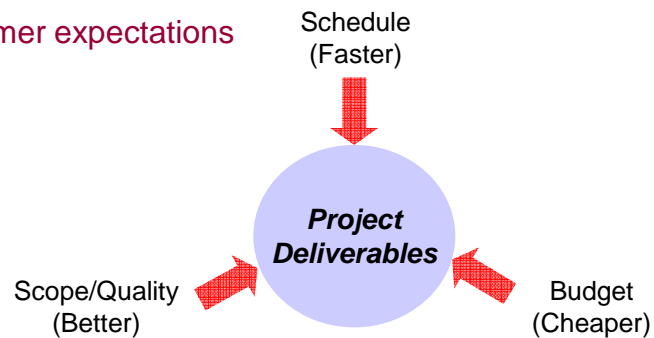 mer expectations
Schedule
(Faster)
Project
Deliverables
Scope/Quality
(Better)
Budget
(Cheaper)